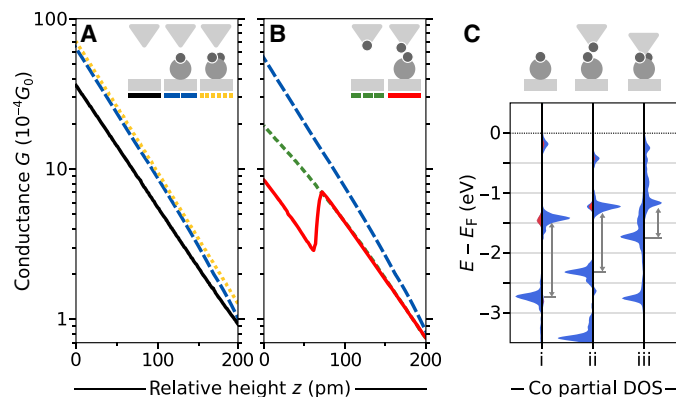 A
B
C
Conductance G (10⁻⁴G₀)
100
10
1
0
100
200
0
100
200
Relative height z (pm)
E − E_F (eV)
0
−1
−2
−3
i
ii
iii
Co partial DOS